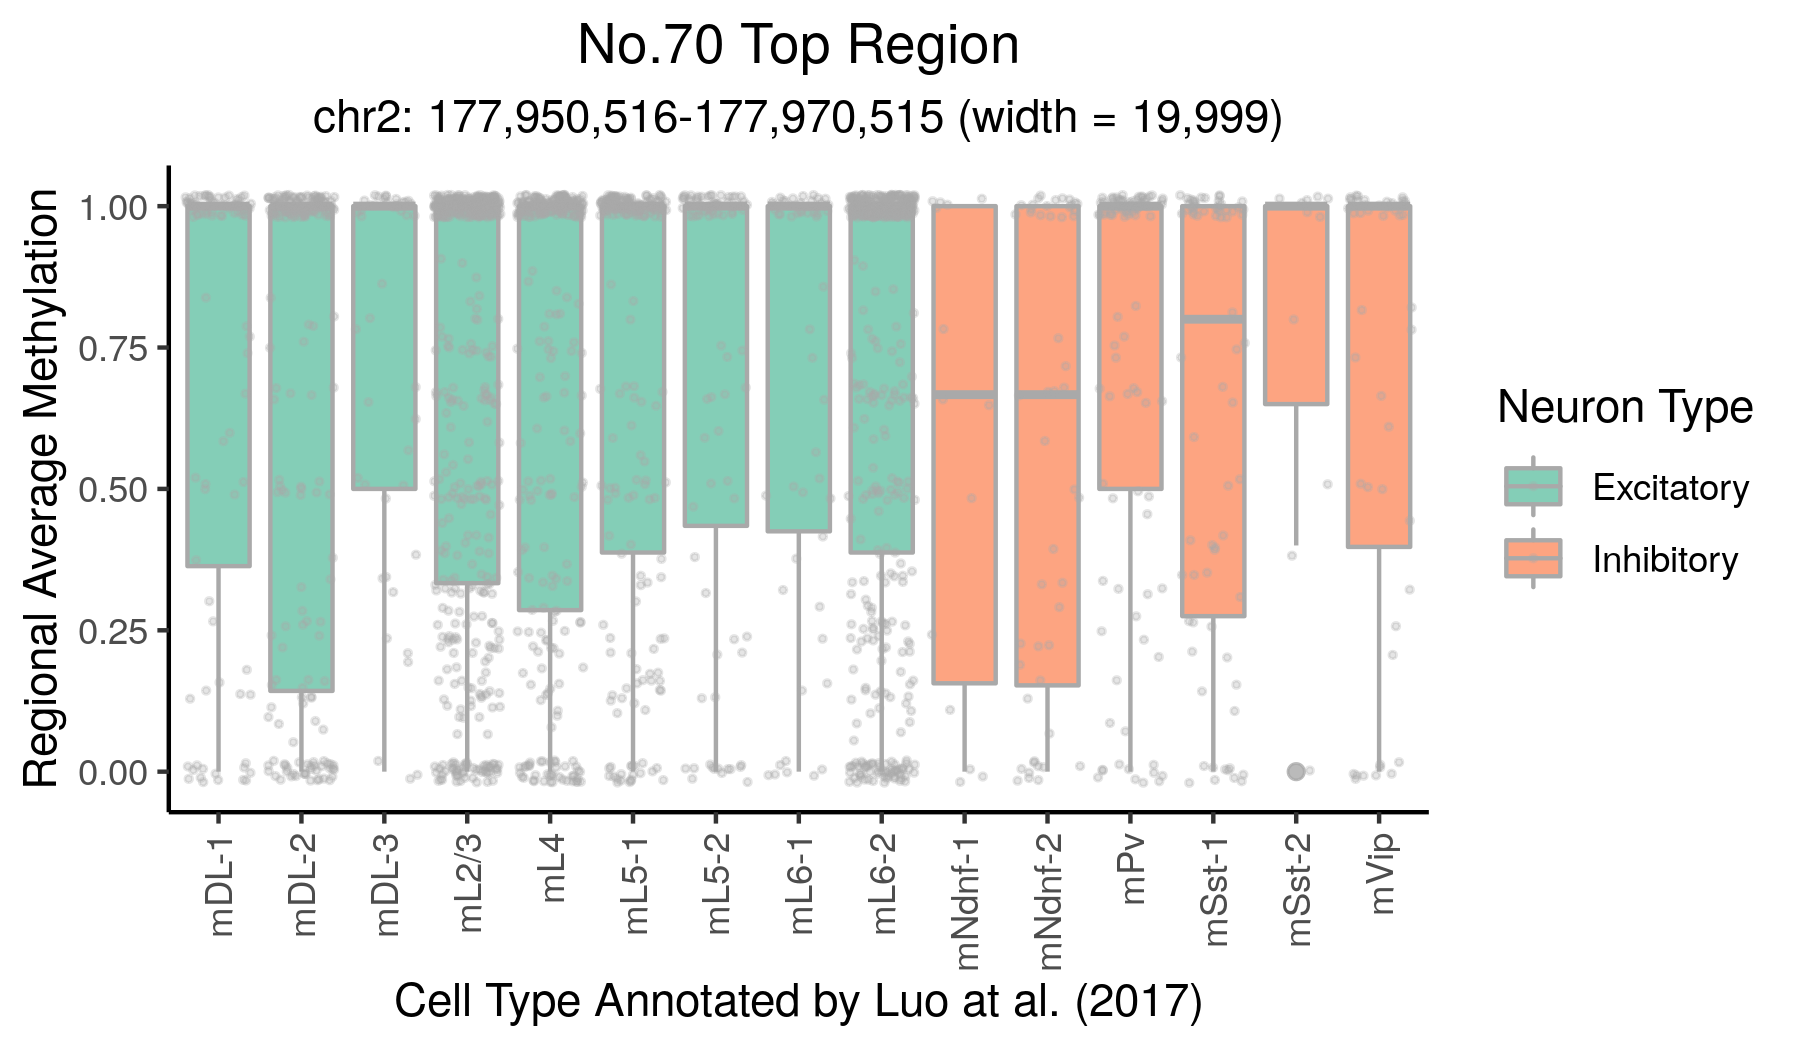 No.70 Top Region
chr2: 177,950,516-177,970,515 (width = 19,999)
Regional Average Methylation
1.00
0.75
0.50
0.25
0.00
mDL-1
mDL-2
mDL-3
mL2/3
mL4
mL5-1
mL5-2
mL6-1
mL6-2
mNdnf-1
mNdnf-2
mPv
mSst-1
mSst-2
mVip
Cell Type Annotated by Luo at al. (2017)
Neuron Type
Excitatory
Inhibitory